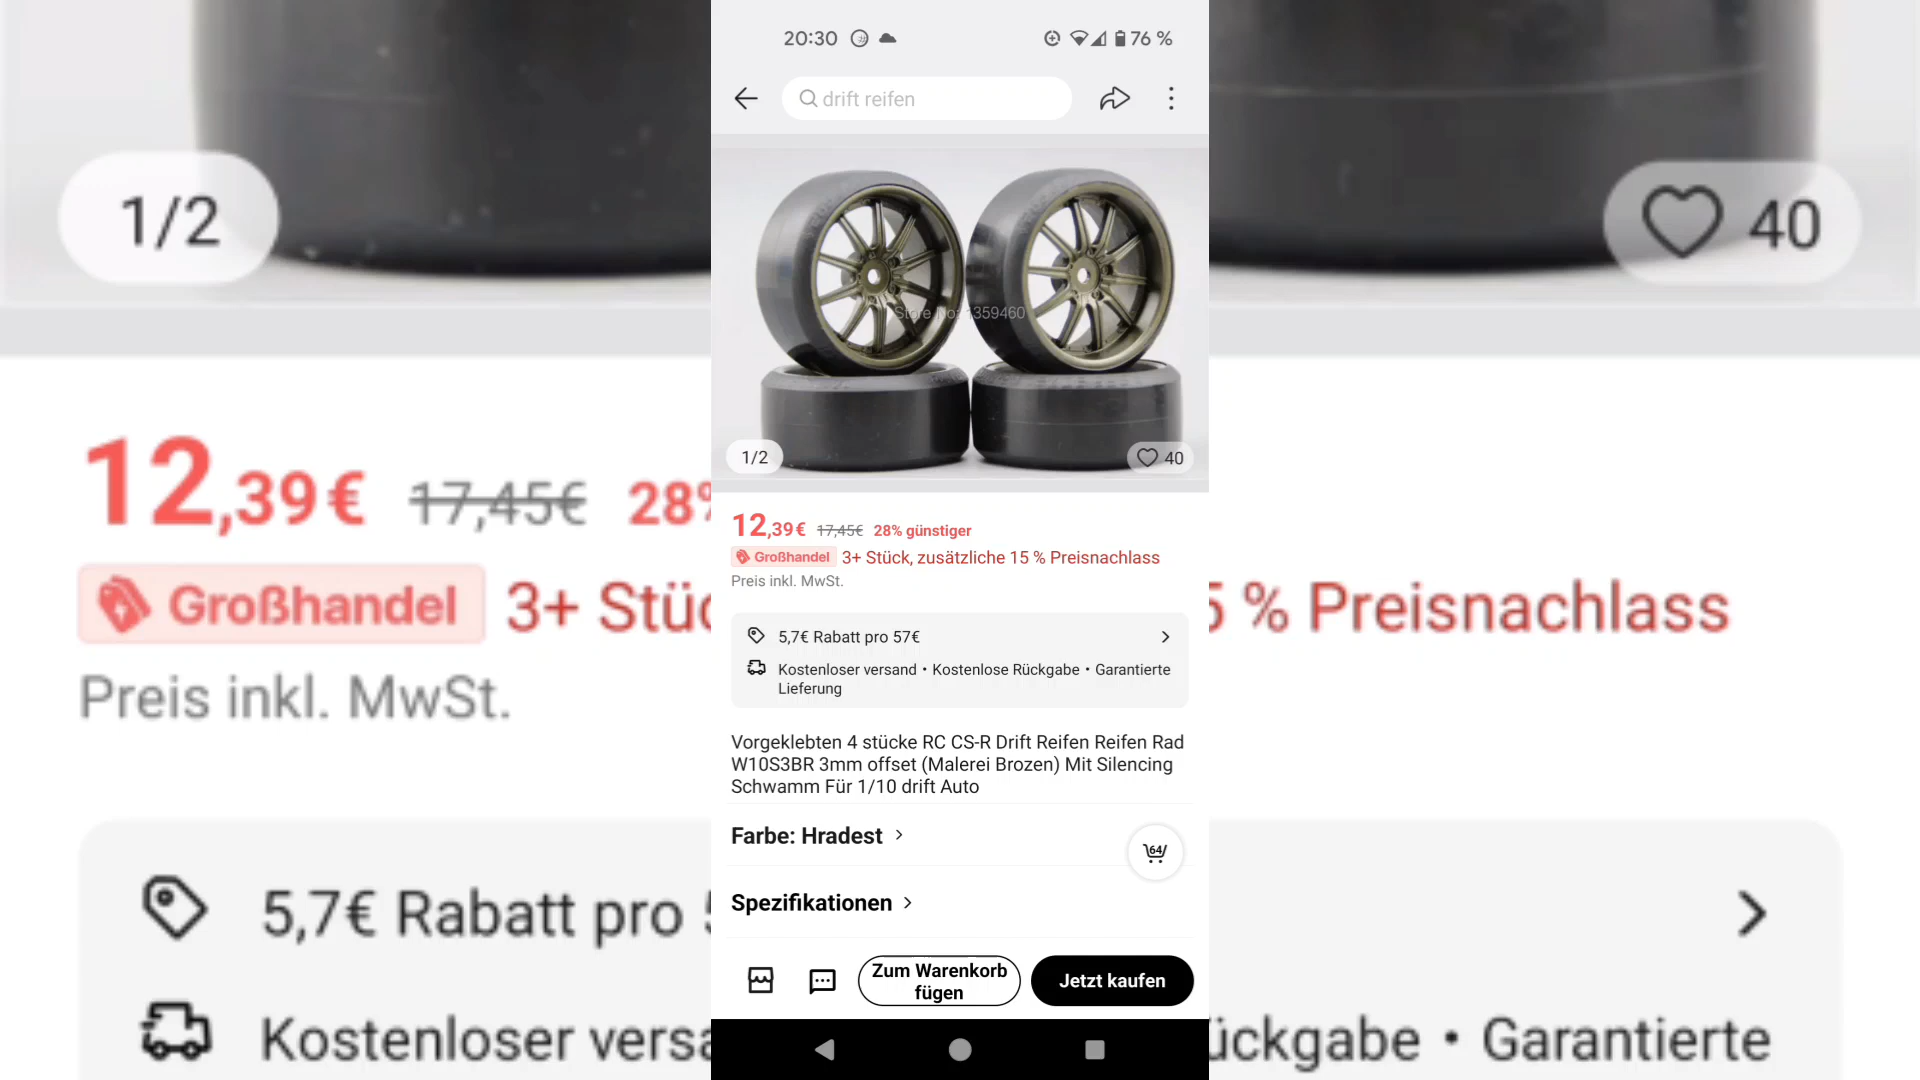 20:30
76 %
drift reifen
Store No: 1359460
1/2
40
12,39€ 17,45€ 28% günstiger
Großhandel 3+ Stück, zusätzliche 15 % Preisnachlass
Preis inkl. MwSt.
5,7€ Rabatt pro 57€
Kostenloser versand • Kostenlose Rückgabe • Garantierte
Lieferung
Vorgeklebten 4 stücke RC CS-R Drift Reifen Reifen Rad
W10S3BR 3mm offset (Malerei Brozen) Mit Silencing
Schwamm Für 1/10 drift Auto
Farbe: Hradest
64
Spezifikationen
Zum Warenkorb
fügen
Jetzt kaufen
1/2
40
12,39€ 17,45€ 28%
Großhandel 3+ Stüc
5 % Preisnachlass
Preis inkl. MwSt.
5,7€ Rabatt pro 5
Kostenloser versa
ückgabe • Garantierte